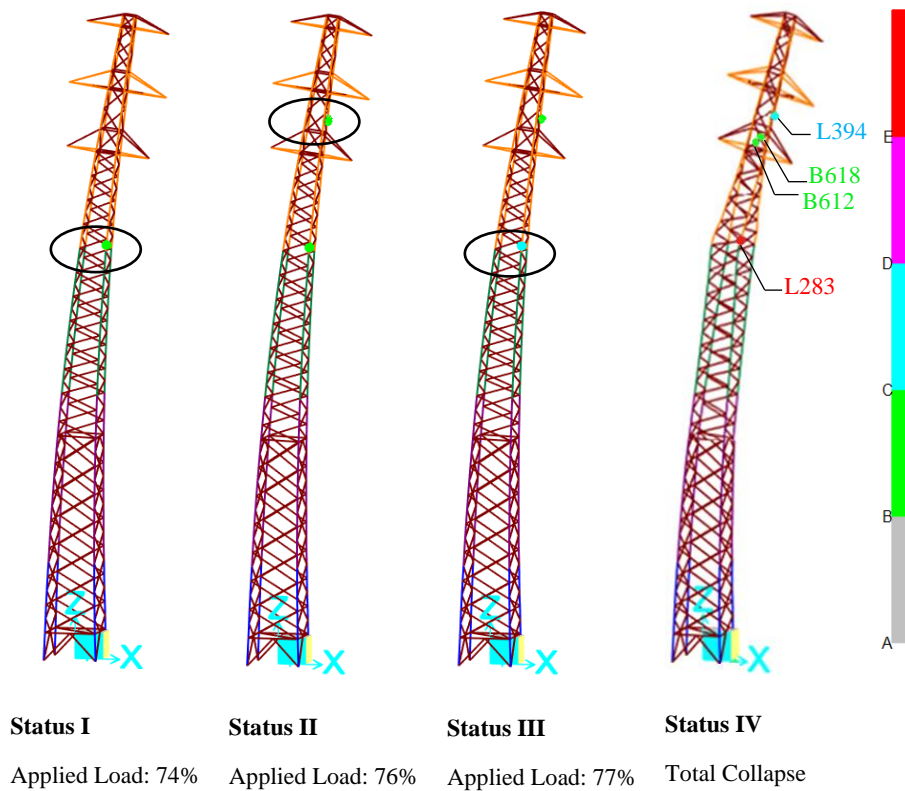 L394
B618
B612
L283
E
D
C
B
A
Z
X
Z
X
Z
X
Z
X
Status I
Applied Load: 74%
Status II
Applied Load: 76%
Status III
Applied Load: 77%
Status IV
Total Collapse